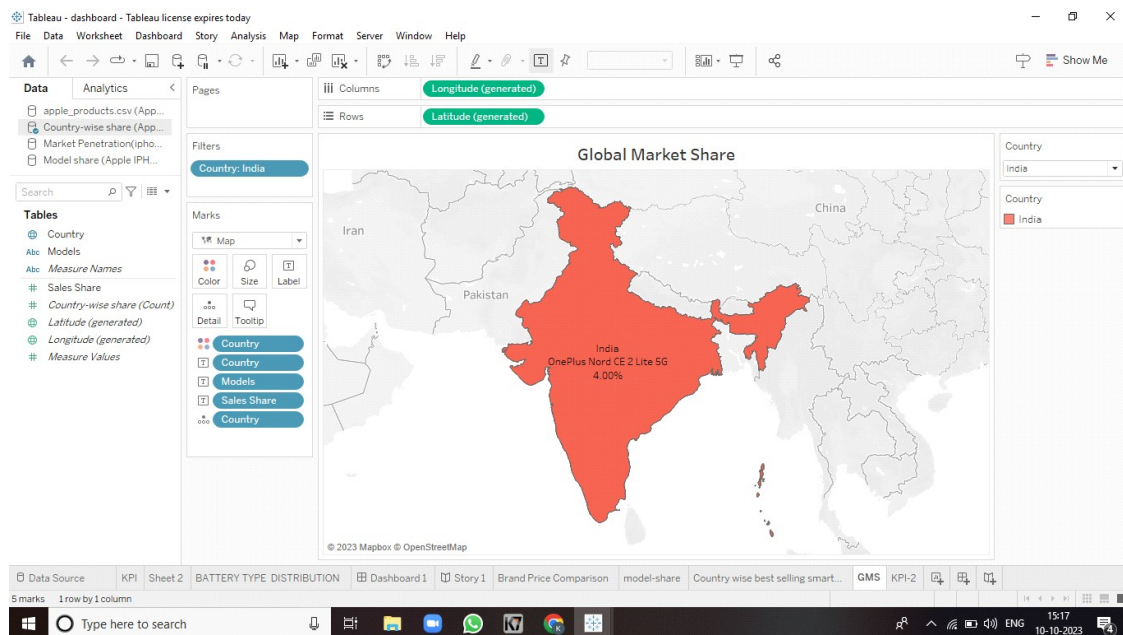 Tableau - dashboard - Tableau license expires today
File Data Worksheet Dashboard Story Analysis Map Format Server Window Help
Show Me
Data Analytics
apple_products.csv (App...
Country-wise share (App...
Market Penetration(ipho...
Model share (Apple IPH...
Search
Tables
Country
Abc Models
Abc Measure Names
# Sales Share
# Country-wise share (Count)
Latitude (generated)
Longitude (generated)
# Measure Values
Pages
Filters
Country: India
Marks
Map
Color Size Label
Detail Tooltip
Country
Country
Models
Sales Share
Country
Columns Longitude (generated)
Rows Latitude (generated)
Global Market Share
Iran
Pakistan
China
India
OnePlus Nord CE 2 Lite 5G
4.00%
© 2023 Mapbox © OpenStreetMap
Country
India
Country
India
Data Source KPI Sheet 2 BATTERY TYPE DISTRIBUTION Dashboard 1 Story 1 Brand Price Comparison model-share Country wise best selling smart... GMS KPI-2
5 marks 1 row by 1 column
Type here to search
K7
ENG
15:17
10-10-2023
4